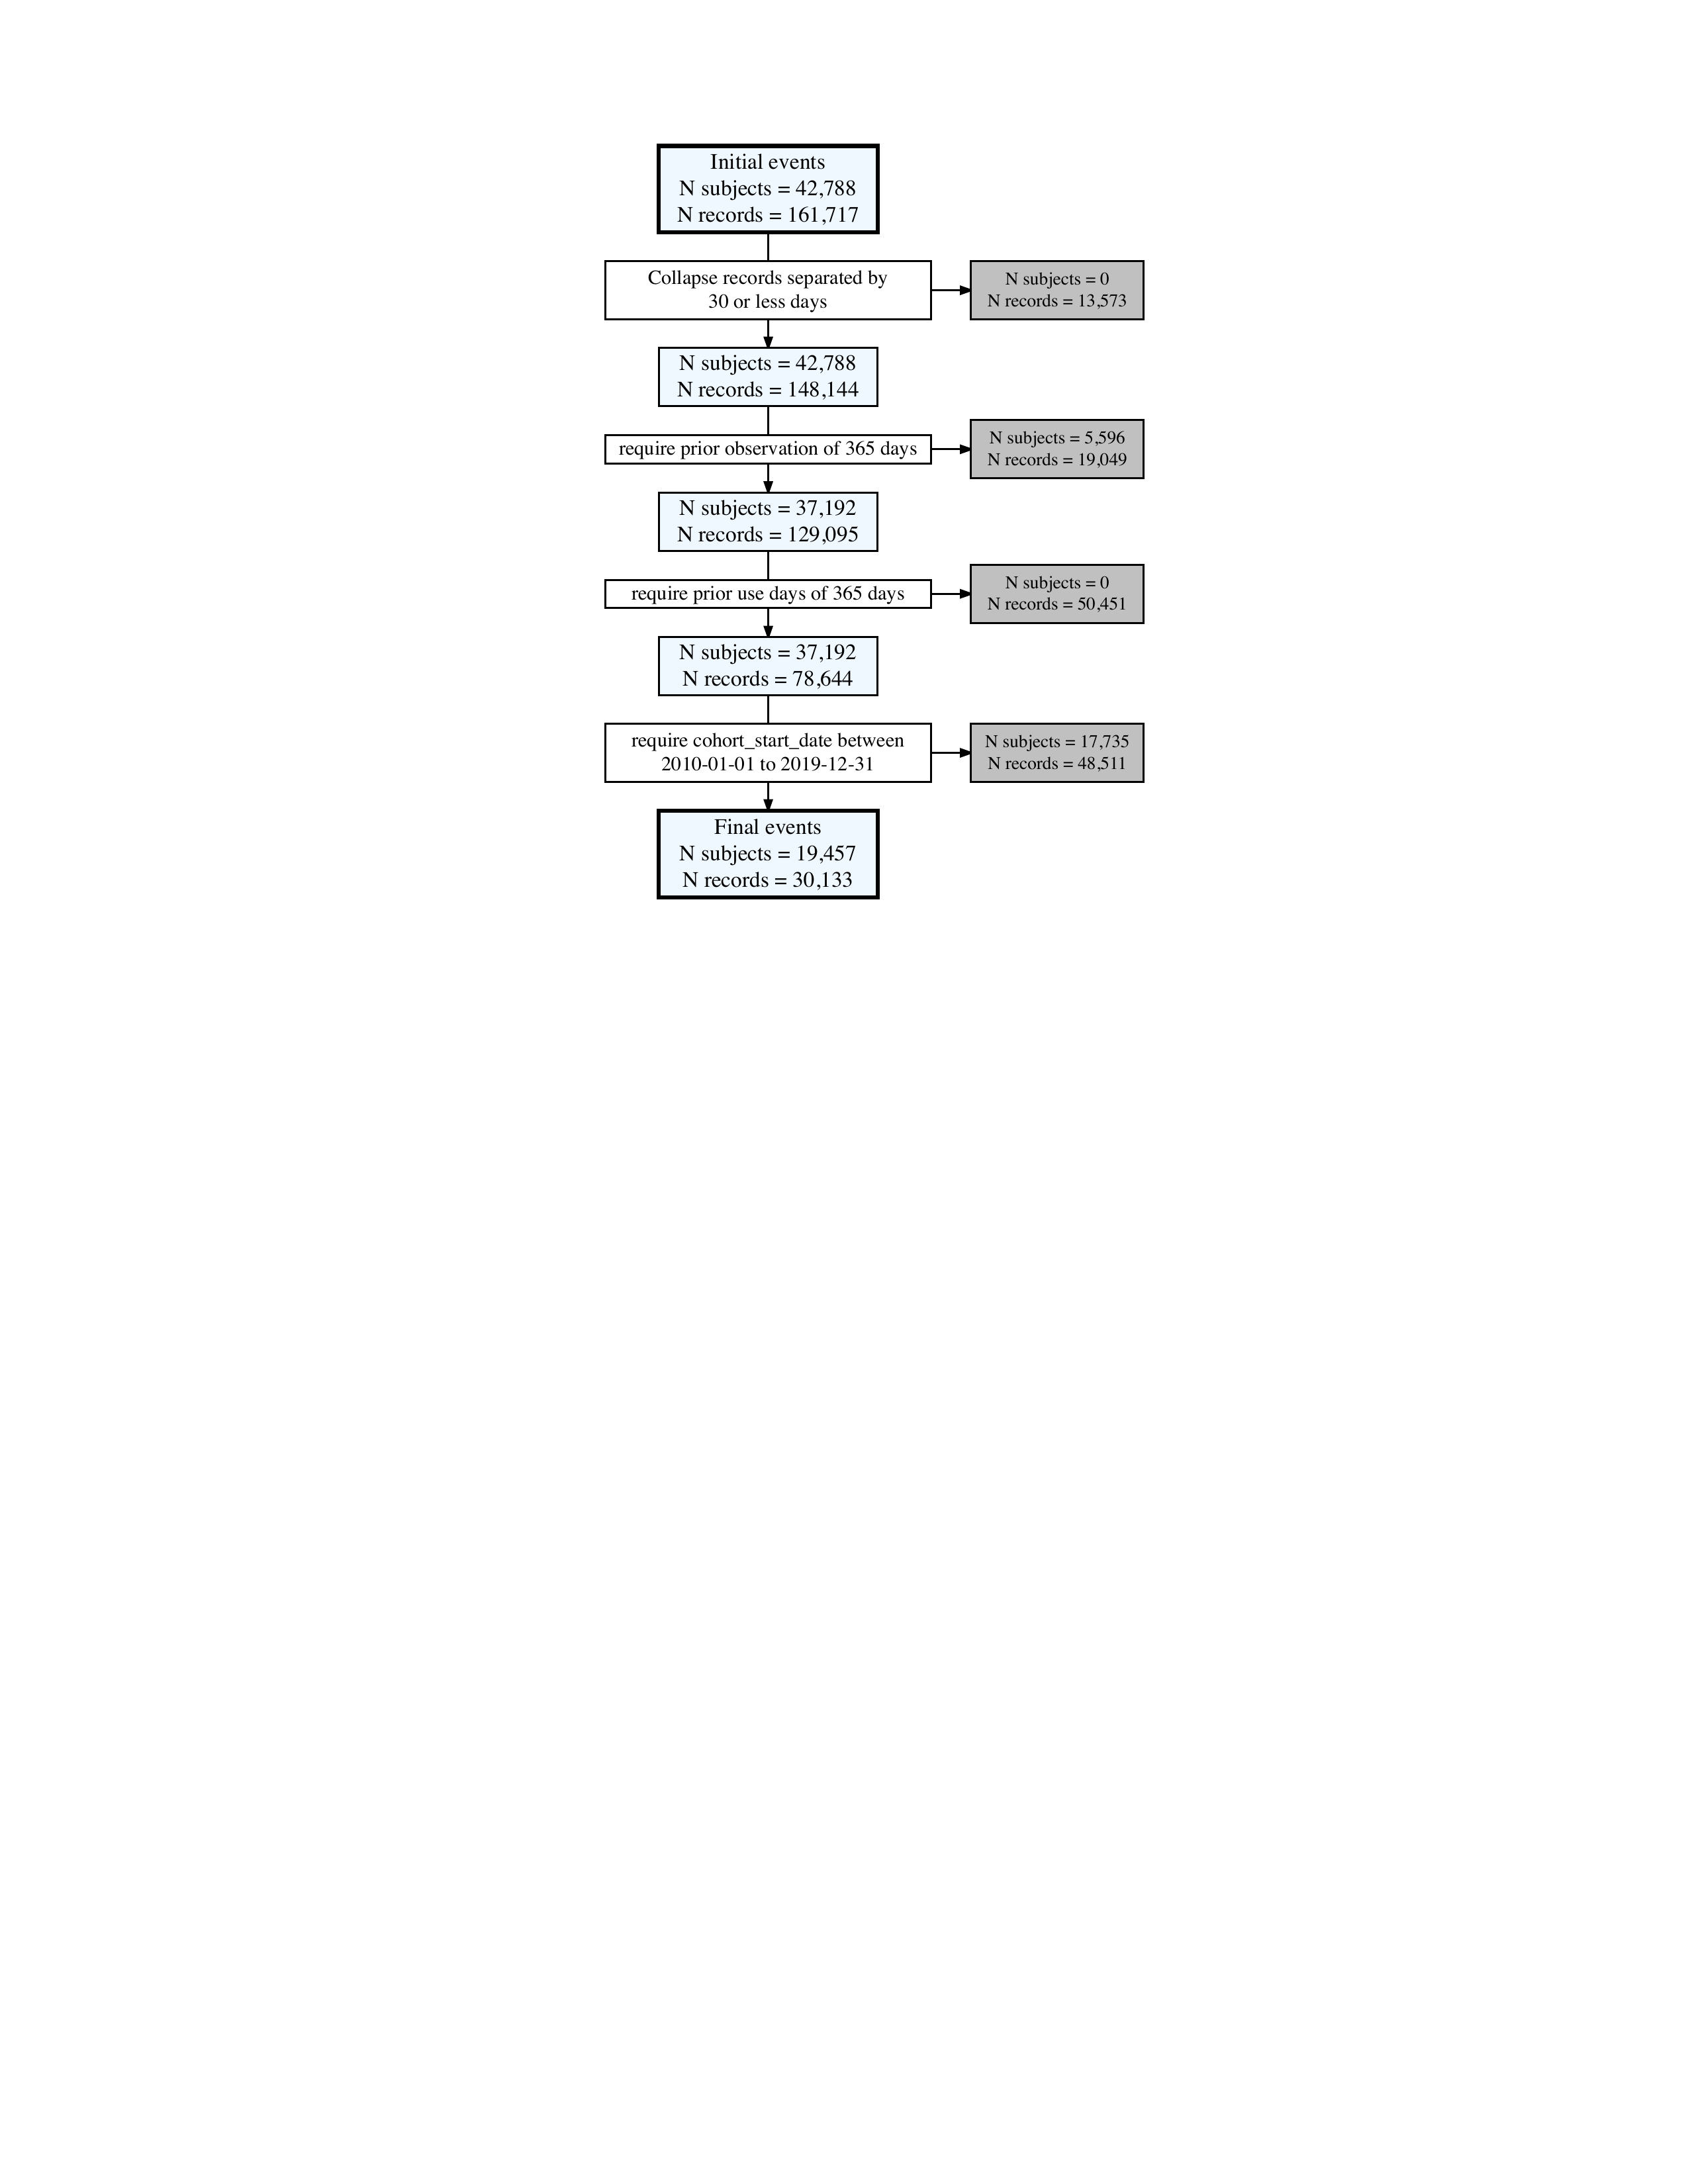 Initial events
N subjects = 42,788
N records = 161,717
Collapse records separated by
30 or less days
N subjects = 0
N records = 13,573
N subjects = 42,788
N records = 148,144
require prior observation of 365 days
N subjects = 5,596
N records = 19,049
N subjects = 37,192
N records = 129,095
require prior use days of 365 days
N subjects = 0
N records = 50,451
N subjects = 37,192
N records = 78,644
require cohort_start_date between
2010-01-01 to 2019-12-31
N subjects = 17,735
N records = 48,511
Final events
N subjects = 19,457
N records = 30,133